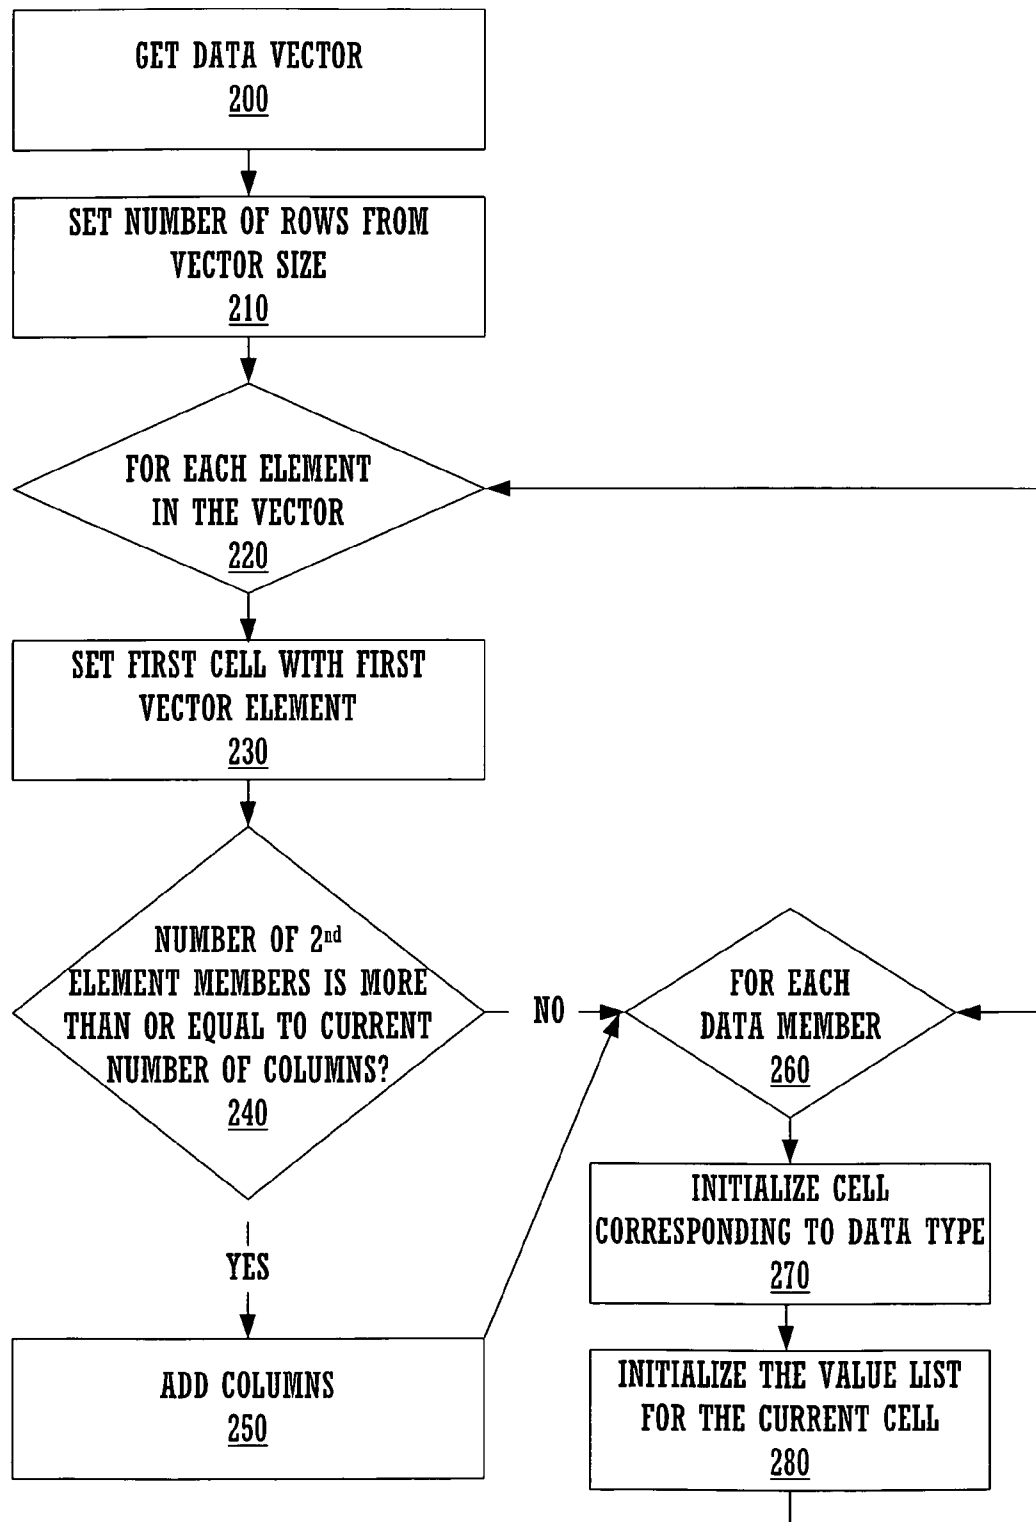 GET DATA VECTOR
200
SET NUMBER OF ROWS FROM
VECTOR SIZE
210
FOR EACH ELEMENT
IN THE VECTOR
220
SET FIRST CELL WITH FIRST
VECTOR ELEMENT
230
NUMBER OF 2nd
ELEMENT MEMBERS IS MORE
THAN OR EQUAL TO CURRENT
NUMBER OF COLUMNS?
240
NO
YES
ADD COLUMNS
250
FOR EACH
DATA MEMBER
260
INITIALIZE CELL
CORRESPONDING TO DATA TYPE
270
INITIALIZE THE VALUE LIST
FOR THE CURRENT CELL
280